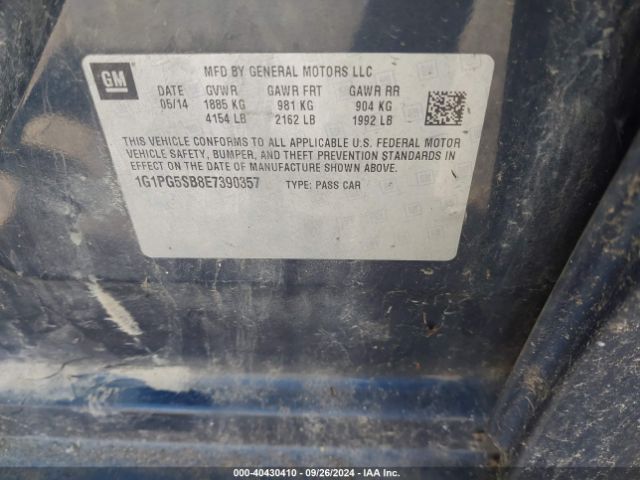 GM
MFD BY GENERAL MOTORS LLC
DATE GVWR GAWR FRT GAWR RR
05/14 1885 KG 981 KG 904 KG
4154 LB 2162 LB 1992 LB
THIS VEHICLE CONFORMS TO ALL APPLICABLE U.S. FEDERAL MOTOR
VEHICLE SAFETY, BUMPER, AND THEFT PREVENTION STANDARDS IN
EFFECT ON THE DATE OF MANUFACTURE SHOWN ABOVE.
1G1PG5SB8E7390357 TYPE: PASS CAR
000-40430410 - 09/26/2024 - IAA Inc.